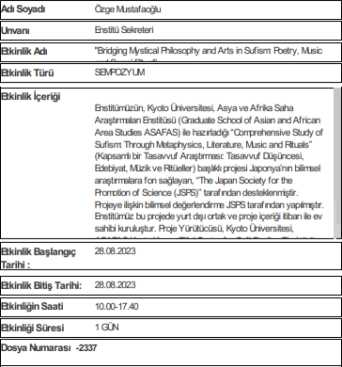 Adı Soyadı Özge Mustafaoğlu
Unvanı Enstitü Sekreteri
Etkinlik Adı "Bridging Mystical Philosophy and Arts in Sufism: Poetry, Music
Etkinlik Türü SEMPOZYUM
Etkinlik İçeriği
Enstitümüzün, Kyoto Üniversitesi, Asya ve Afrika Saha
Araştırmaları Enstitüsü (Graduate School of Asian and African
Area Studies ASAFAS) ile hazırladığı "Comprehensive Study of
Sufism Through Metaphysics, Literature, Music and Rituals"
(Kapsamlı bir Tasavvuf Araştırması: Tasavvuf Düşüncesi,
Edebiyat, Müzik ve Ritüeller) başlıklı projesi Japonya'nın bilimsel
araştırmalara fon sağlayan, "The Japan Society for the
Promotion of Science (JSPS)" tarafından desteklenmiştir.
Projeye ilişkin bilimsel değerlendirme JSPS tarafından yapılmıştır.
Enstitümüz bu projede yurt dışı ortak ve proje içeriği itibarı ile ev
sahibi kuruluştur. Proje Yürütücüsü, Kyoto Üniversitesi,
Etkinlik Başlangıç 28.08.2023
Tarihi :
Etkinlik Bitiş Tarihi: 28.08.2023
Etkinliğin Saati 10.00-17.40
Etkinliği Süresi 1 GÜN
Dosya Numarası -2337